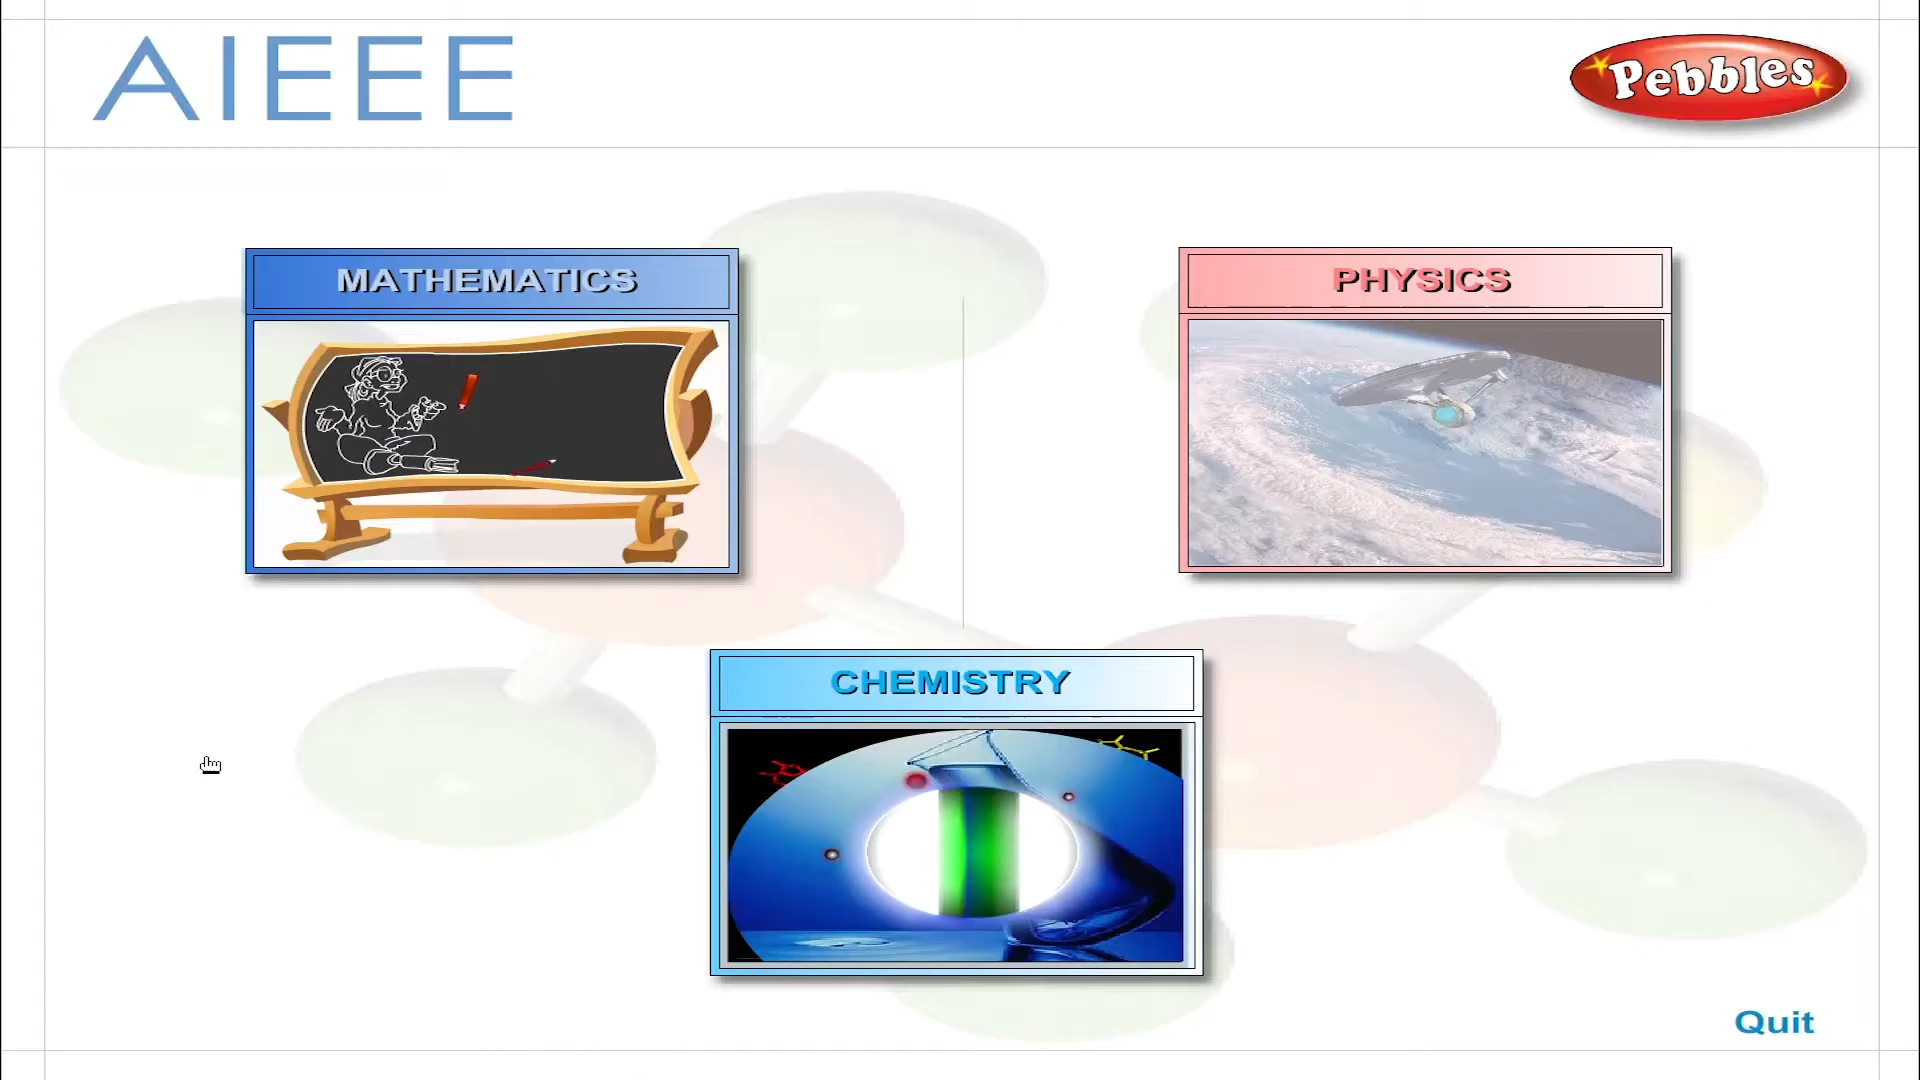 AIEEE
Pebbles
MATHEMATICS
PHYSICS
CHEMISTRY
Quit